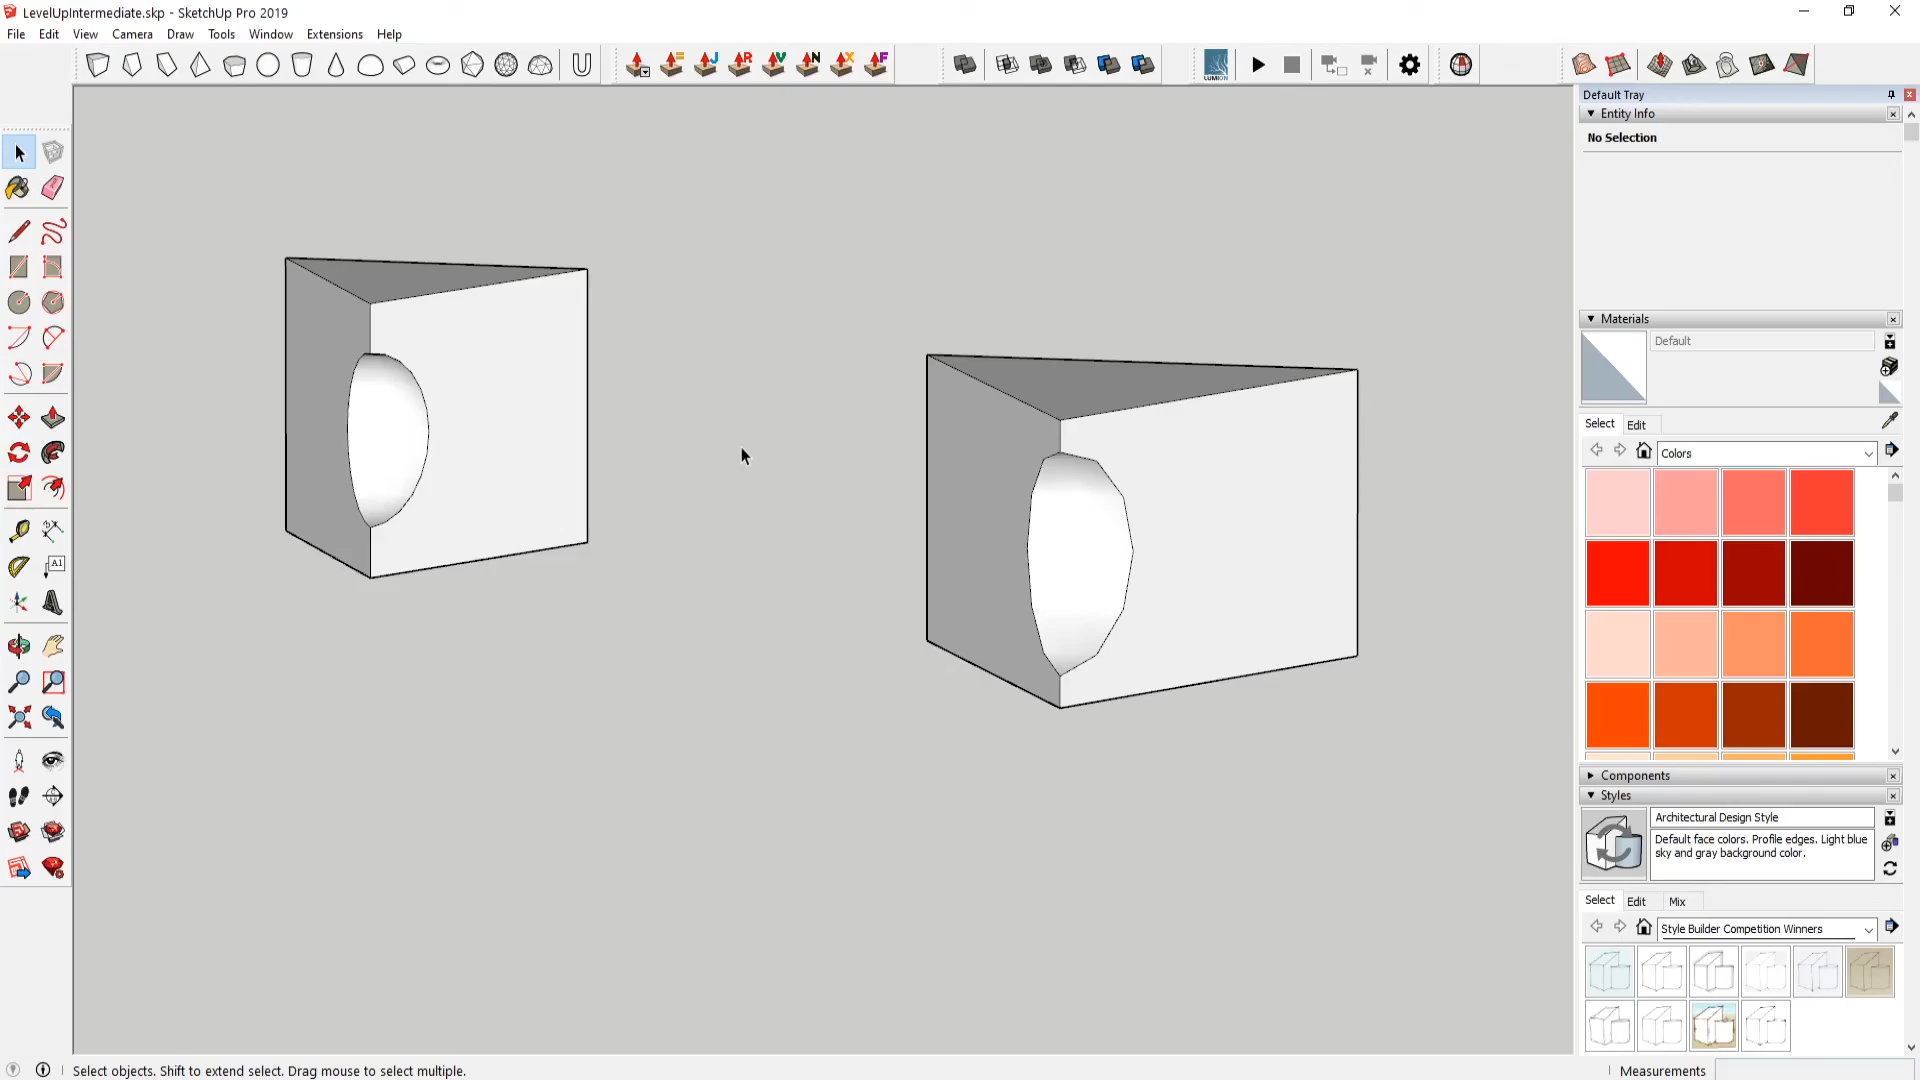 LevelUpIntermediate.skp - SketchUp Pro 2019
File Edit View Camera Draw Tools Window Extensions Help
U = J R V N X F
LUMION
Default Tray
Entity Info
No Selection
Materials
Default
Select Edit
Colors
A1
Components
Styles
Architectural Design Style
Default face colors. Profile edges. Light blue
sky and gray background color.
Select Edit Mix
Style Builder Competition Winners
Select objects. Shift to extend select. Drag mouse to select multiple.
Measurements